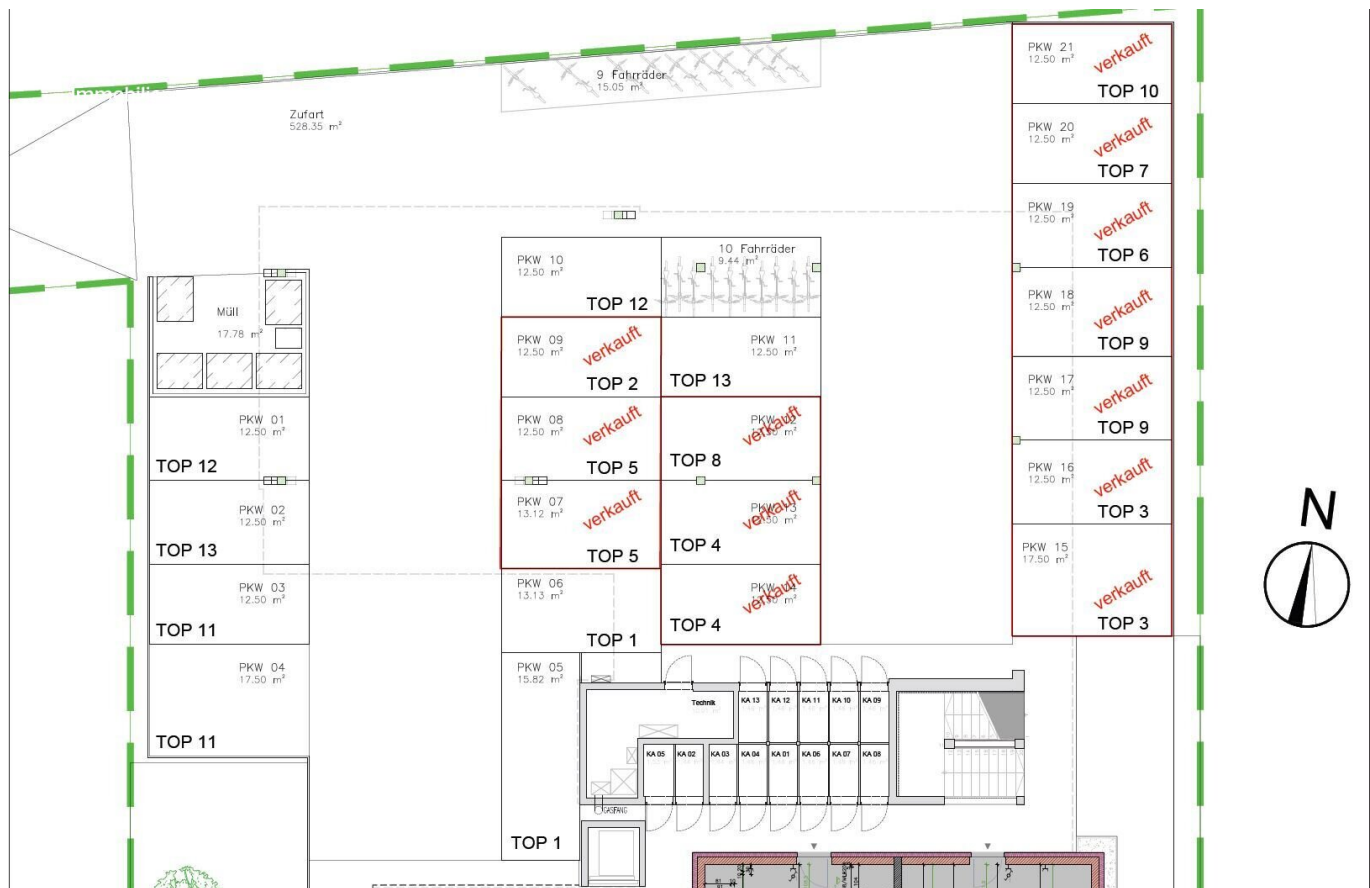 Immobilie
Zufart
528.35 m²
9 Fahrräder
15.05 m²
Müll
17.78 m²
PKW 01
12.50 m²
TOP 12
PKW 02
12.50 m²
TOP 13
PKW 03
12.50 m²
TOP 11
PKW 04
17.50 m²
TOP 11
PKW 10
12.50 m²
TOP 12
PKW 09
12.50 m²
verkauft
TOP 2
PKW 08
12.50 m²
verkauft
TOP 5
PKW 07
13.12 m²
verkauft
TOP 5
PKW 06
13.13 m²
TOP 1
PKW 05
15.82 m²
TOP 1
10 Fahrräder
9.44 m²
PKW 11
12.50 m²
TOP 13
verkauft
TOP 8
verkauft
TOP 4
verkauft
TOP 4
PKW 21
12.50 m²
verkauft
TOP 10
PKW 20
12.50 m²
verkauft
TOP 7
PKW 19
12.50 m²
verkauft
TOP 6
PKW 18
12.50 m²
verkauft
TOP 9
PKW 17
12.50 m²
verkauft
TOP 9
PKW 16
12.50 m²
verkauft
TOP 3
PKW 15
17.50 m²
verkauft
TOP 3
N
Technik
KA 13 KA 12 KA 11 KA 10 KA 09
KA 05 KA 02 KA 03 KA 04 KA 01 KA 06 KA 07 KA 08
GASFANG